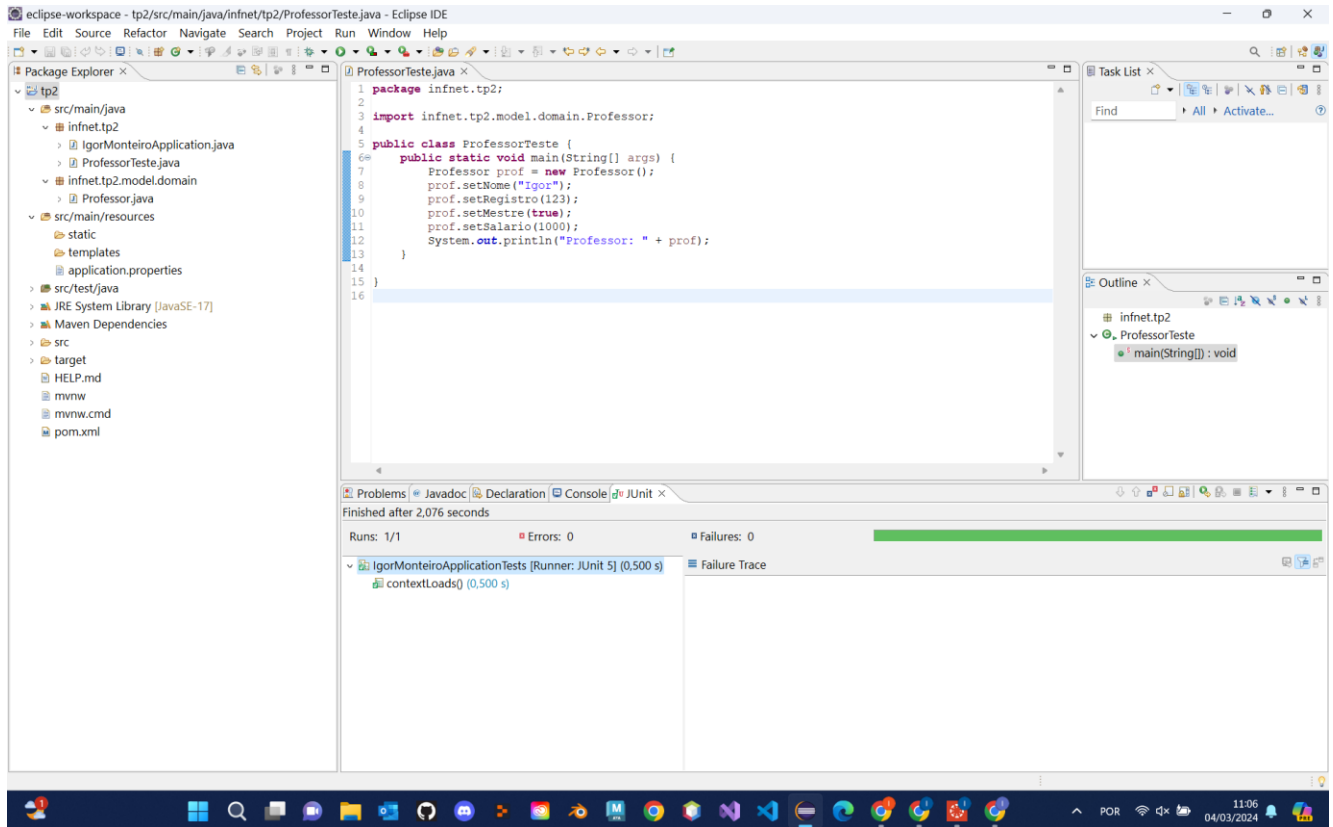 eclipse-workspace - tp2/src/main/java/infnet/tp2/ProfessorTeste.java - Eclipse IDE
File Edit Source Refactor Navigate Search Project Run Window Help
Package Explorer ×
tp2
src/main/java
infnet.tp2
IgorMonteiroApplication.java
ProfessorTeste.java
infnet.tp2.model.domain
Professor.java
src/main/resources
static
templates
application.properties
src/test/java
JRE System Library [JavaSE-17]
Maven Dependencies
src
target
HELP.md
mvnw
mvnw.cmd
pom.xml
ProfessorTeste.java ×
1 package infnet.tp2;
2
3 import infnet.tp2.model.domain.Professor;
4
5 public class ProfessorTeste {
6 public static void main(String[] args) {
7 Professor prof = new Professor();
8 prof.setNome("Igor");
9 prof.setRegistro(123);
10 prof.setMestre(true);
11 prof.setSalario(1000);
12 System.out.println("Professor: " + prof);
13 }
14
15 }
16
Task List ×
Find All Activate...
Outline ×
infnet.tp2
ProfessorTeste
main(String[]) : void
Problems Javadoc Declaration Console JUnit ×
Finished after 2,076 seconds
Runs: 1/1 Errors: 0 Failures: 0
IgorMonteiroApplicationTests [Runner: JUnit 5] (0,500 s)
contextLoads() (0,500 s)
Failure Trace
1
POR
11:06
04/03/2024
PRE